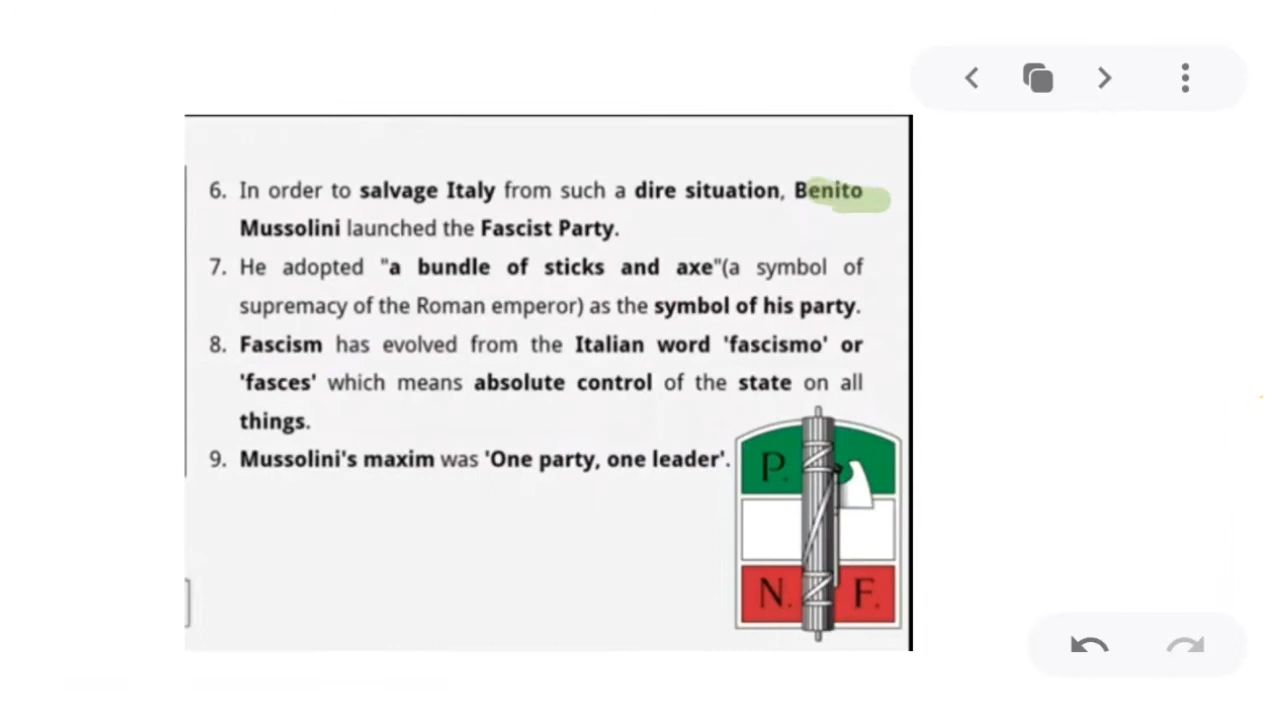 6. In order to salvage Italy from such a dire situation, Benito
Mussolini launched the Fascist Party.
7. He adopted "a bundle of sticks and axe"(a symbol of
supremacy of the Roman emperor) as the symbol of his party.
8. Fascism has evolved from the Italian word 'fascismo' or
'fasces' which means absolute control of the state on all
things.
9. Mussolini's maxim was 'One party, one leader'.
P.
N. F.